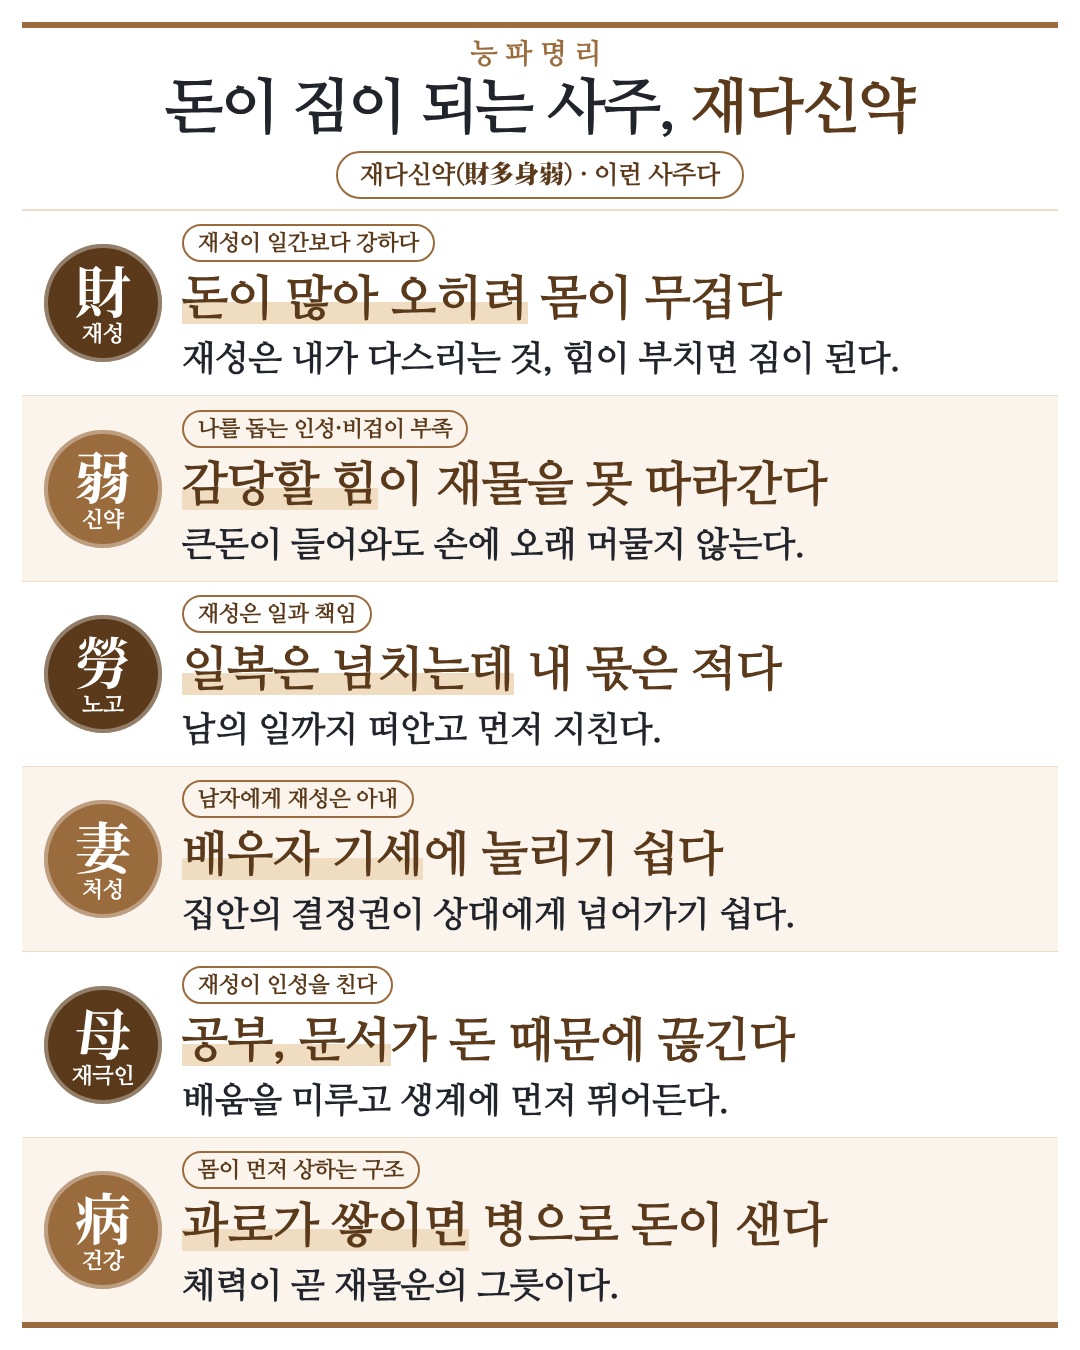 능파명리
돈이 짐이 되는 사주, 재다신약
재다신약(財多身弱) · 이런 사주다
재성이 일간보다 강하다
財
재성
돈이 많아 오히려 몸이 무겁다
재성은 내가 다스리는 것, 힘이 부치면 짐이 된다.
나를 돕는 인성·비겁이 부족
弱
신약
감당할 힘이 재물을 못 따라간다
큰돈이 들어와도 손에 오래 머물지 않는다.
재성은 일과 책임
勞
노고
일복은 넘치는데 내 몫은 적다
남의 일까지 떠안고 먼저 지친다.
남자에게 재성은 아내
妻
처성
배우자 기세에 눌리기 쉽다
집안의 결정권이 상대에게 넘어가기 쉽다.
재성이 인성을 친다
母
재극인
공부, 문서가 돈 때문에 끊긴다
배움을 미루고 생계에 먼저 뛰어든다.
몸이 먼저 상하는 구조
病
건강
과로가 쌓이면 병으로 돈이 샌다
체력이 곧 재물운의 그릇이다.